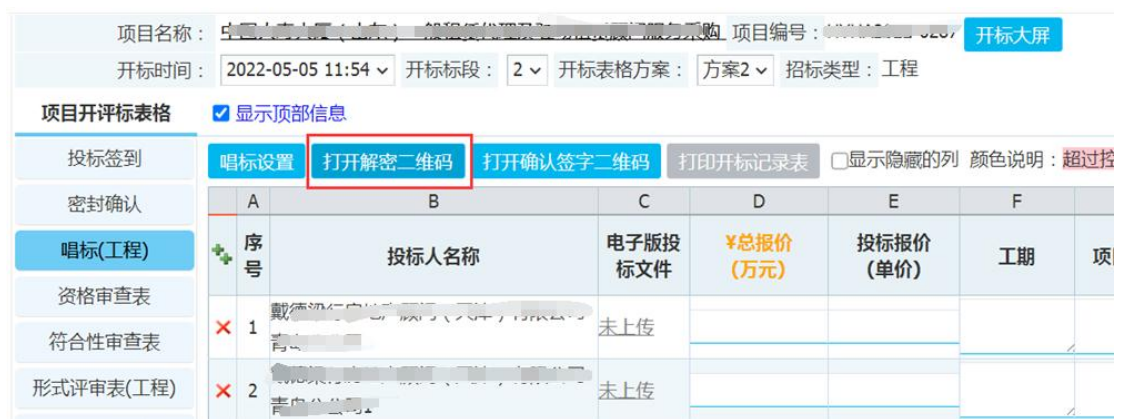 项目名称： 购 项目编号： 开标大屏
开标时间： 2022-05-05 11:54 开标标段： 2 开标表格方案： 方案2 招标类型：工程
项目开评标表格 显示顶部信息
投标签到 唱标设置 打开解密二维码 打开确认签字二维码 打印开标记录表 显示隐藏的列 颜色说明：超过控
密封确认 A B C D E F
唱标(工程) 序号 投标人名称 电子版投标文件 ¥总报价(万元) 投标报价(单价) 工期 项
资格审查表
1 未上传
符合性审查表
形式评审表(工程) 2 未上传